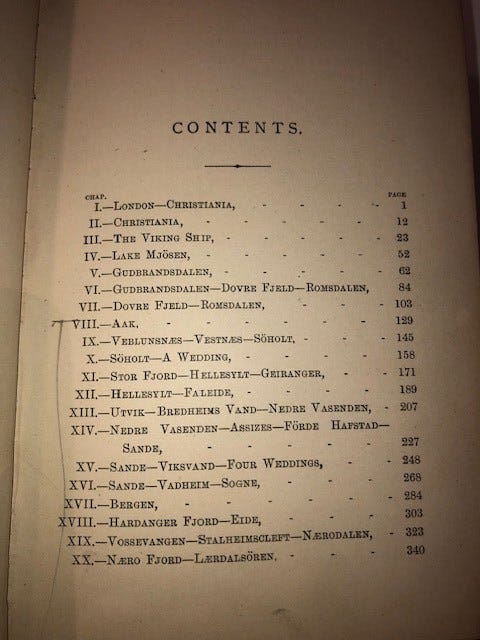 CONTENTS.
CHAP. PAGE
I.—London—Christiania, - - - - 1
II.—Christiania, - - - - - - 12
III.—The Viking Ship, - - - - - 23
IV.—Lake Mjösen, - - - - - - 52
V.—Gudbrandsdalen, - - - - - 62
VI.—Gudbrandsdalen—Dovre Fjeld—Romsdalen, 84
VII.—Dovre Fjeld—Romsdalen, - - - - 103
VIII.—Aak, - - - - - - - 129
IX.—Veblunsnæs—Vestnæs—Söholt, - - - 145
X.—Söholt—A Wedding, - - - - 158
XI.—Stor Fjord—Hellesylt—Geiranger, - - 171
XII.—Hellesylt—Faleide, - - - - 189
XIII.—Utvik—Bredheims Vand—Nedre Vasenden, - 207
XIV.—Nedre Vasenden—Assizes—Förde Hafstad—
Sande, - - - - - - 227
XV.—Sande—Viksvand—Four Weddings, - - 248
XVI.—Sande—Vadheim—Sogne, - - - - 268
XVII.—Bergen, - - - - - - 284
XVIII.—Hardanger Fjord—Eide, - - - 303
XIX.—Vossevangen—Stalheimscleft—Nærodalen, - 323
XX.—Næro Fjord—Lærdalsören, - - - 340